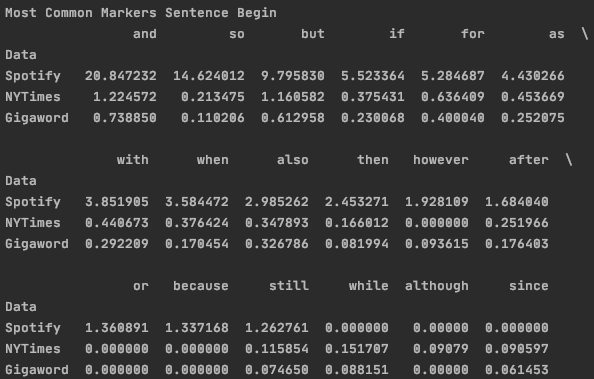 Most Common Markers Sentence Begin
and so but if for as \
Data
Spotify 20.847232 14.624012 9.795830 5.523364 5.284687 4.430266
NYTimes 1.224572 0.213475 1.160582 0.375431 0.636409 0.453669
Gigaword 0.738850 0.110206 0.612958 0.230068 0.400040 0.252075
with when also then however after \
Data
Spotify 3.851905 3.584472 2.985262 2.453271 1.928109 1.684040
NYTimes 0.440673 0.376424 0.347893 0.166012 0.000000 0.251966
Gigaword 0.292209 0.170454 0.326786 0.081994 0.093615 0.176403
or because still while although since
Data
Spotify 1.360891 1.337168 1.262761 0.000000 0.00000 0.000000
NYTimes 0.000000 0.000000 0.115854 0.151707 0.09079 0.090597
Gigaword 0.000000 0.000000 0.074650 0.088151 0.00000 0.061453